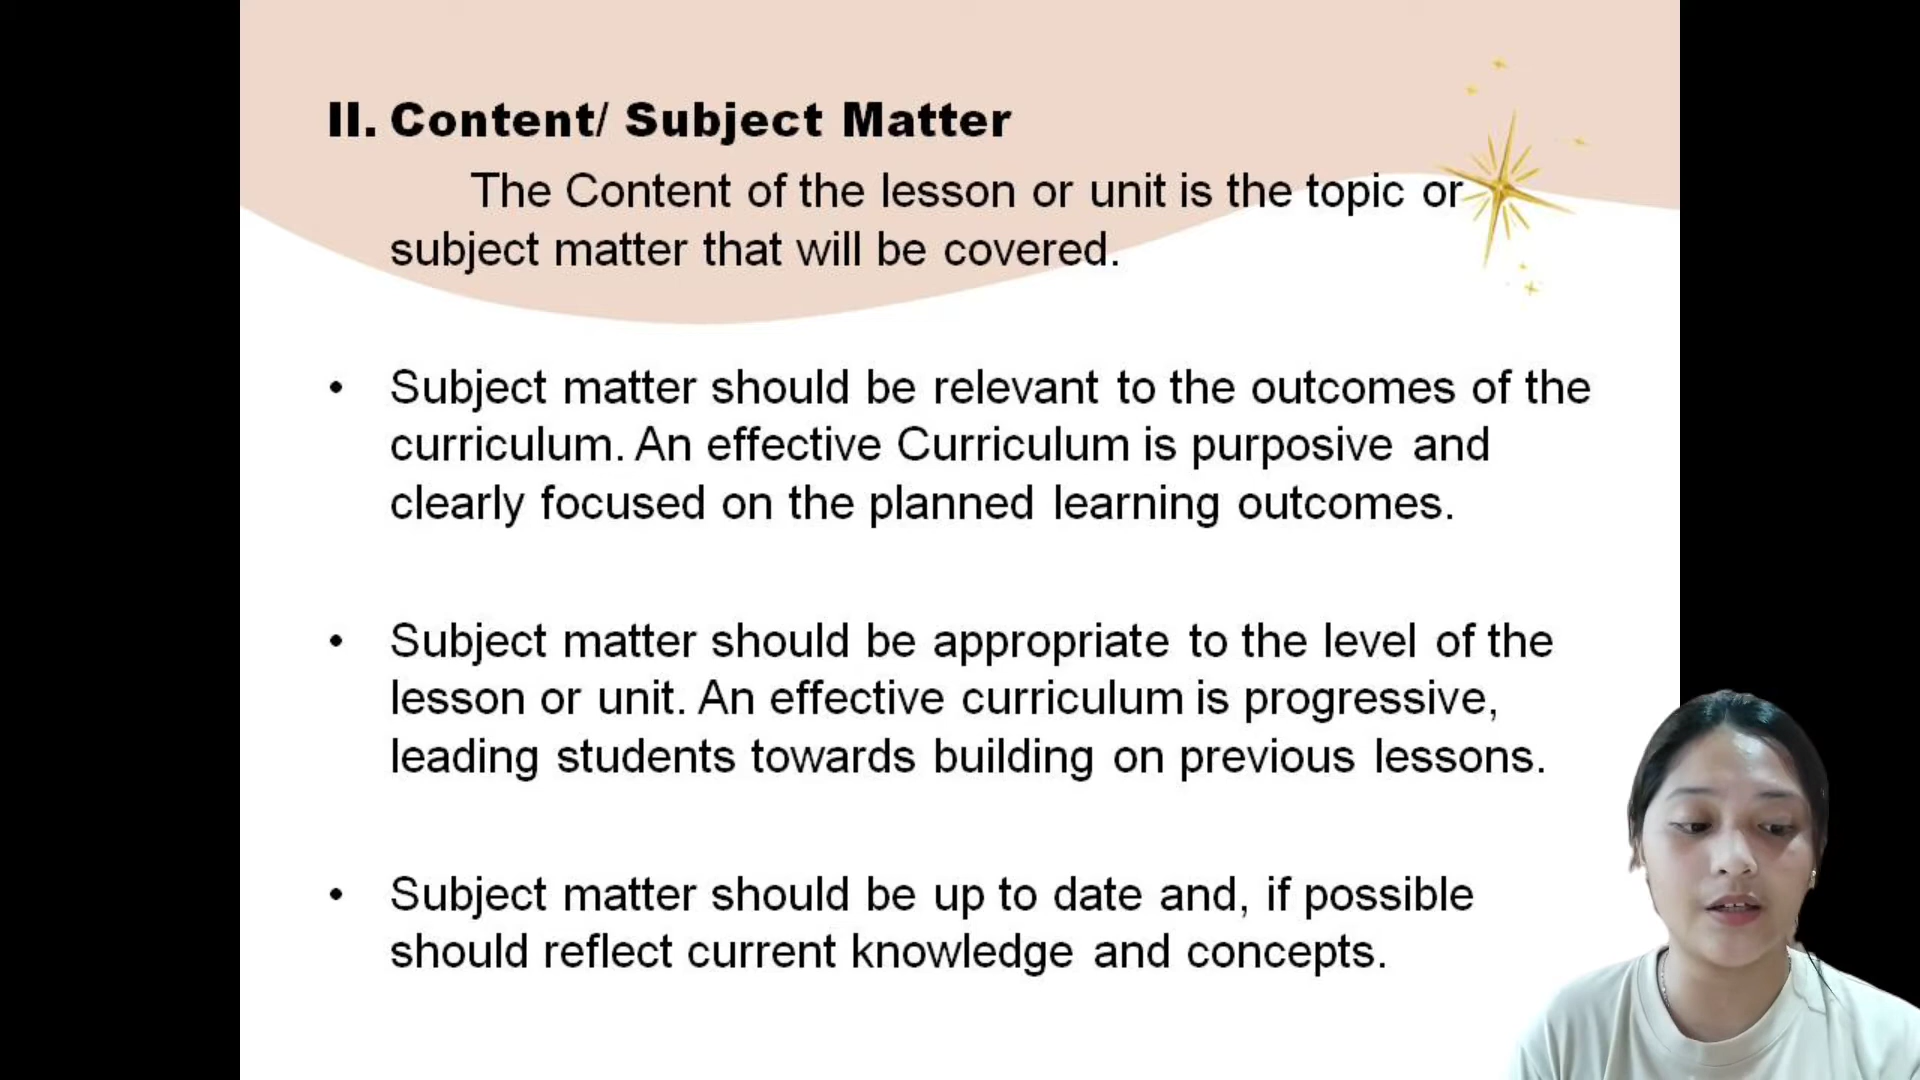 II. Content/ Subject Matter
The Content of the lesson or unit is the topic or
subject matter that will be covered.
• Subject matter should be relevant to the outcomes of the
curriculum. An effective Curriculum is purposive and
clearly focused on the planned learning outcomes.
• Subject matter should be appropriate to the level of the
lesson or unit. An effective curriculum is progressive,
leading students towards building on previous lessons.
• Subject matter should be up to date and, if possible
should reflect current knowledge and concepts.